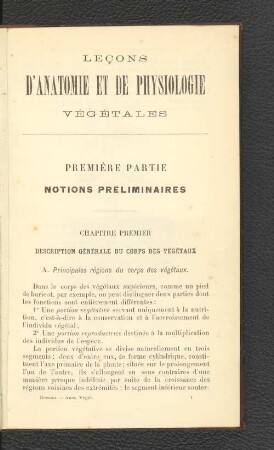 LEÇONS
D'ANATOMIE ET DE PHYSIOLOGIE
VÉGÉTALES
PREMIÈRE PARTIE
NOTIONS PRELIMINAIRES
CHAPITRE PREMIER
DESCRIPTION GÉNÉRALE DU CORPS DES VÉGÉTAUX
A. Principales régions du corps des végétaux.
Dans le corps des végétaux supérieurs, comme un pied
de haricot, par exemple, on peut distinguer deux parties dont
les fonctions sont entièrement différentes :
1° Une portion végétative servant uniquement à la nutri-
tion, c'est-à-dire à la conservation et à l'accroissement de
l'individu végétal;
2° Une portion reproductrice destinée à la multiplication
des individus de l'espèce.
La portion végétative se divise naturellement en trois
segments; deux d'entre eux, de forme cylindrique, consti-
tuent l'axe primaire de la plante; situés sur le prolongement
l'un de l'autre, ils s'allongent en sens contraires d'une
manière presque indéfinie par suite de la croissance des
régions voisines des extrémités : le segment inférieur souter-
Anat. Végét. 1